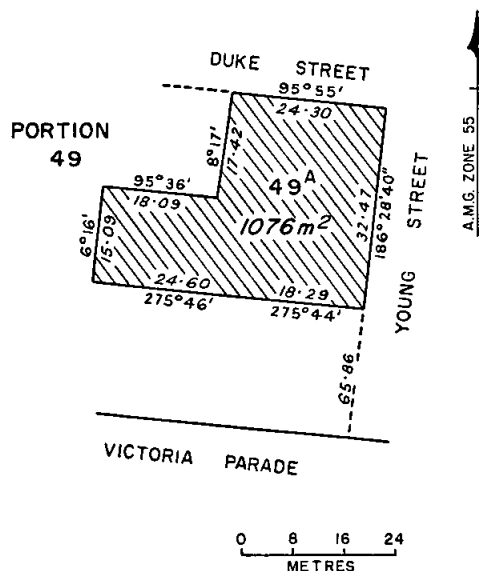 DUKE STREET
95°55'
24·30
PORTION
49
8°17'
17·42
95°36'
18·09
49A
1076m2
32·47
186°28'40"
YOUNG STREET
A.M.G. ZONE 55
6°16'
15·09
24·60
275°46'
18·29
275°44'
65·86
VICTORIA PARADE
0 8 16 24
METRES